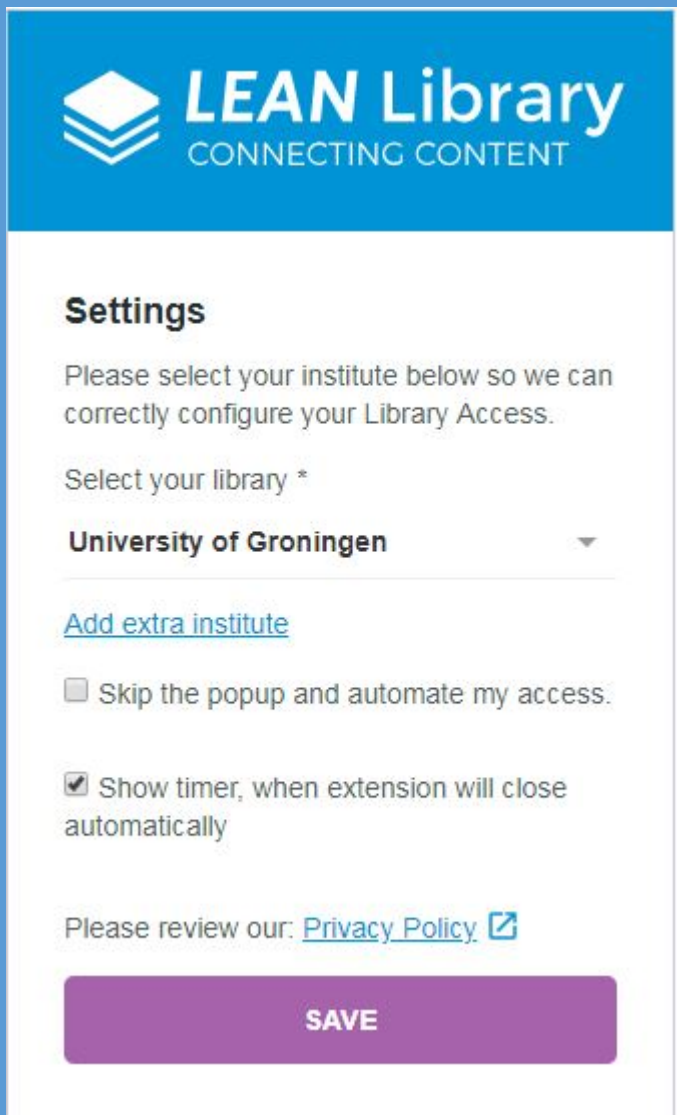 LEAN Library
CONNECTING CONTENT
Settings
Please select your institute below so we can
correctly configure your Library Access.
Select your library *
University of Groningen
Add extra institute
Skip the popup and automate my access.
Show timer, when extension will close
automatically
Please review our: Privacy Policy
SAVE